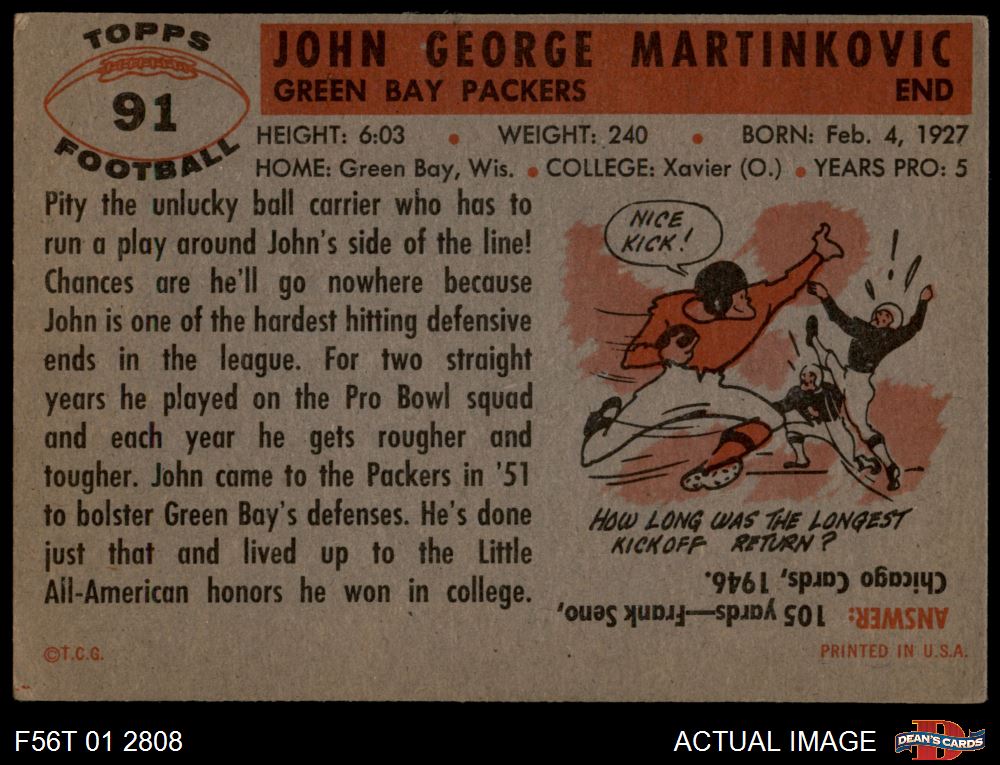 TOPPS
91
FOOTBALL
JOHN GEORGE MARTINKOVIC
GREEN BAY PACKERS END
HEIGHT: 6:03 • WEIGHT: 240 • BORN: Feb. 4, 1927
HOME: Green Bay, Wis. • COLLEGE: Xavier (O.) • YEARS PRO: 5
Pity the unlucky ball carrier who has to
run a play around John's side of the line!
Chances are he'll go nowhere because
John is one of the hardest hitting defensive
ends in the league. For two straight
years he played on the Pro Bowl squad
and each year he gets rougher and
tougher. John came to the Packers in '51
to bolster Green Bay's defenses. He's done
just that and lived up to the Little
All-American honors he won in college.
NICE
KICK!
! !
HOW LONG WAS THE LONGEST
KICKOFF RETURN?
ANSWER: 105 yards—Frank Seno,
Chicago Cards, 1946.
©T.C.G.
PRINTED IN U.S.A.
F56T 01 2808
ACTUAL IMAGE
D
DEAN'S CARDS